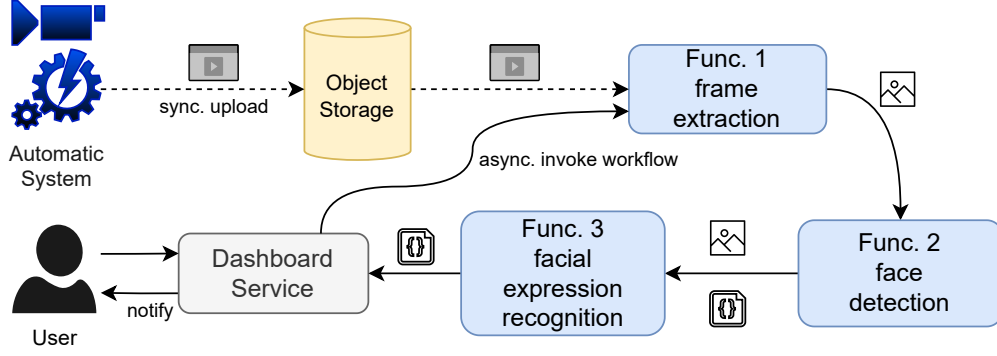 sync. upload
Object
Storage
Func. 1
frame
extraction
Automatic
System
async. invoke workflow
{}
Func. 3
facial
expression
recognition
Func. 2
face
detection
{}
Dashboard
Service
notify
User